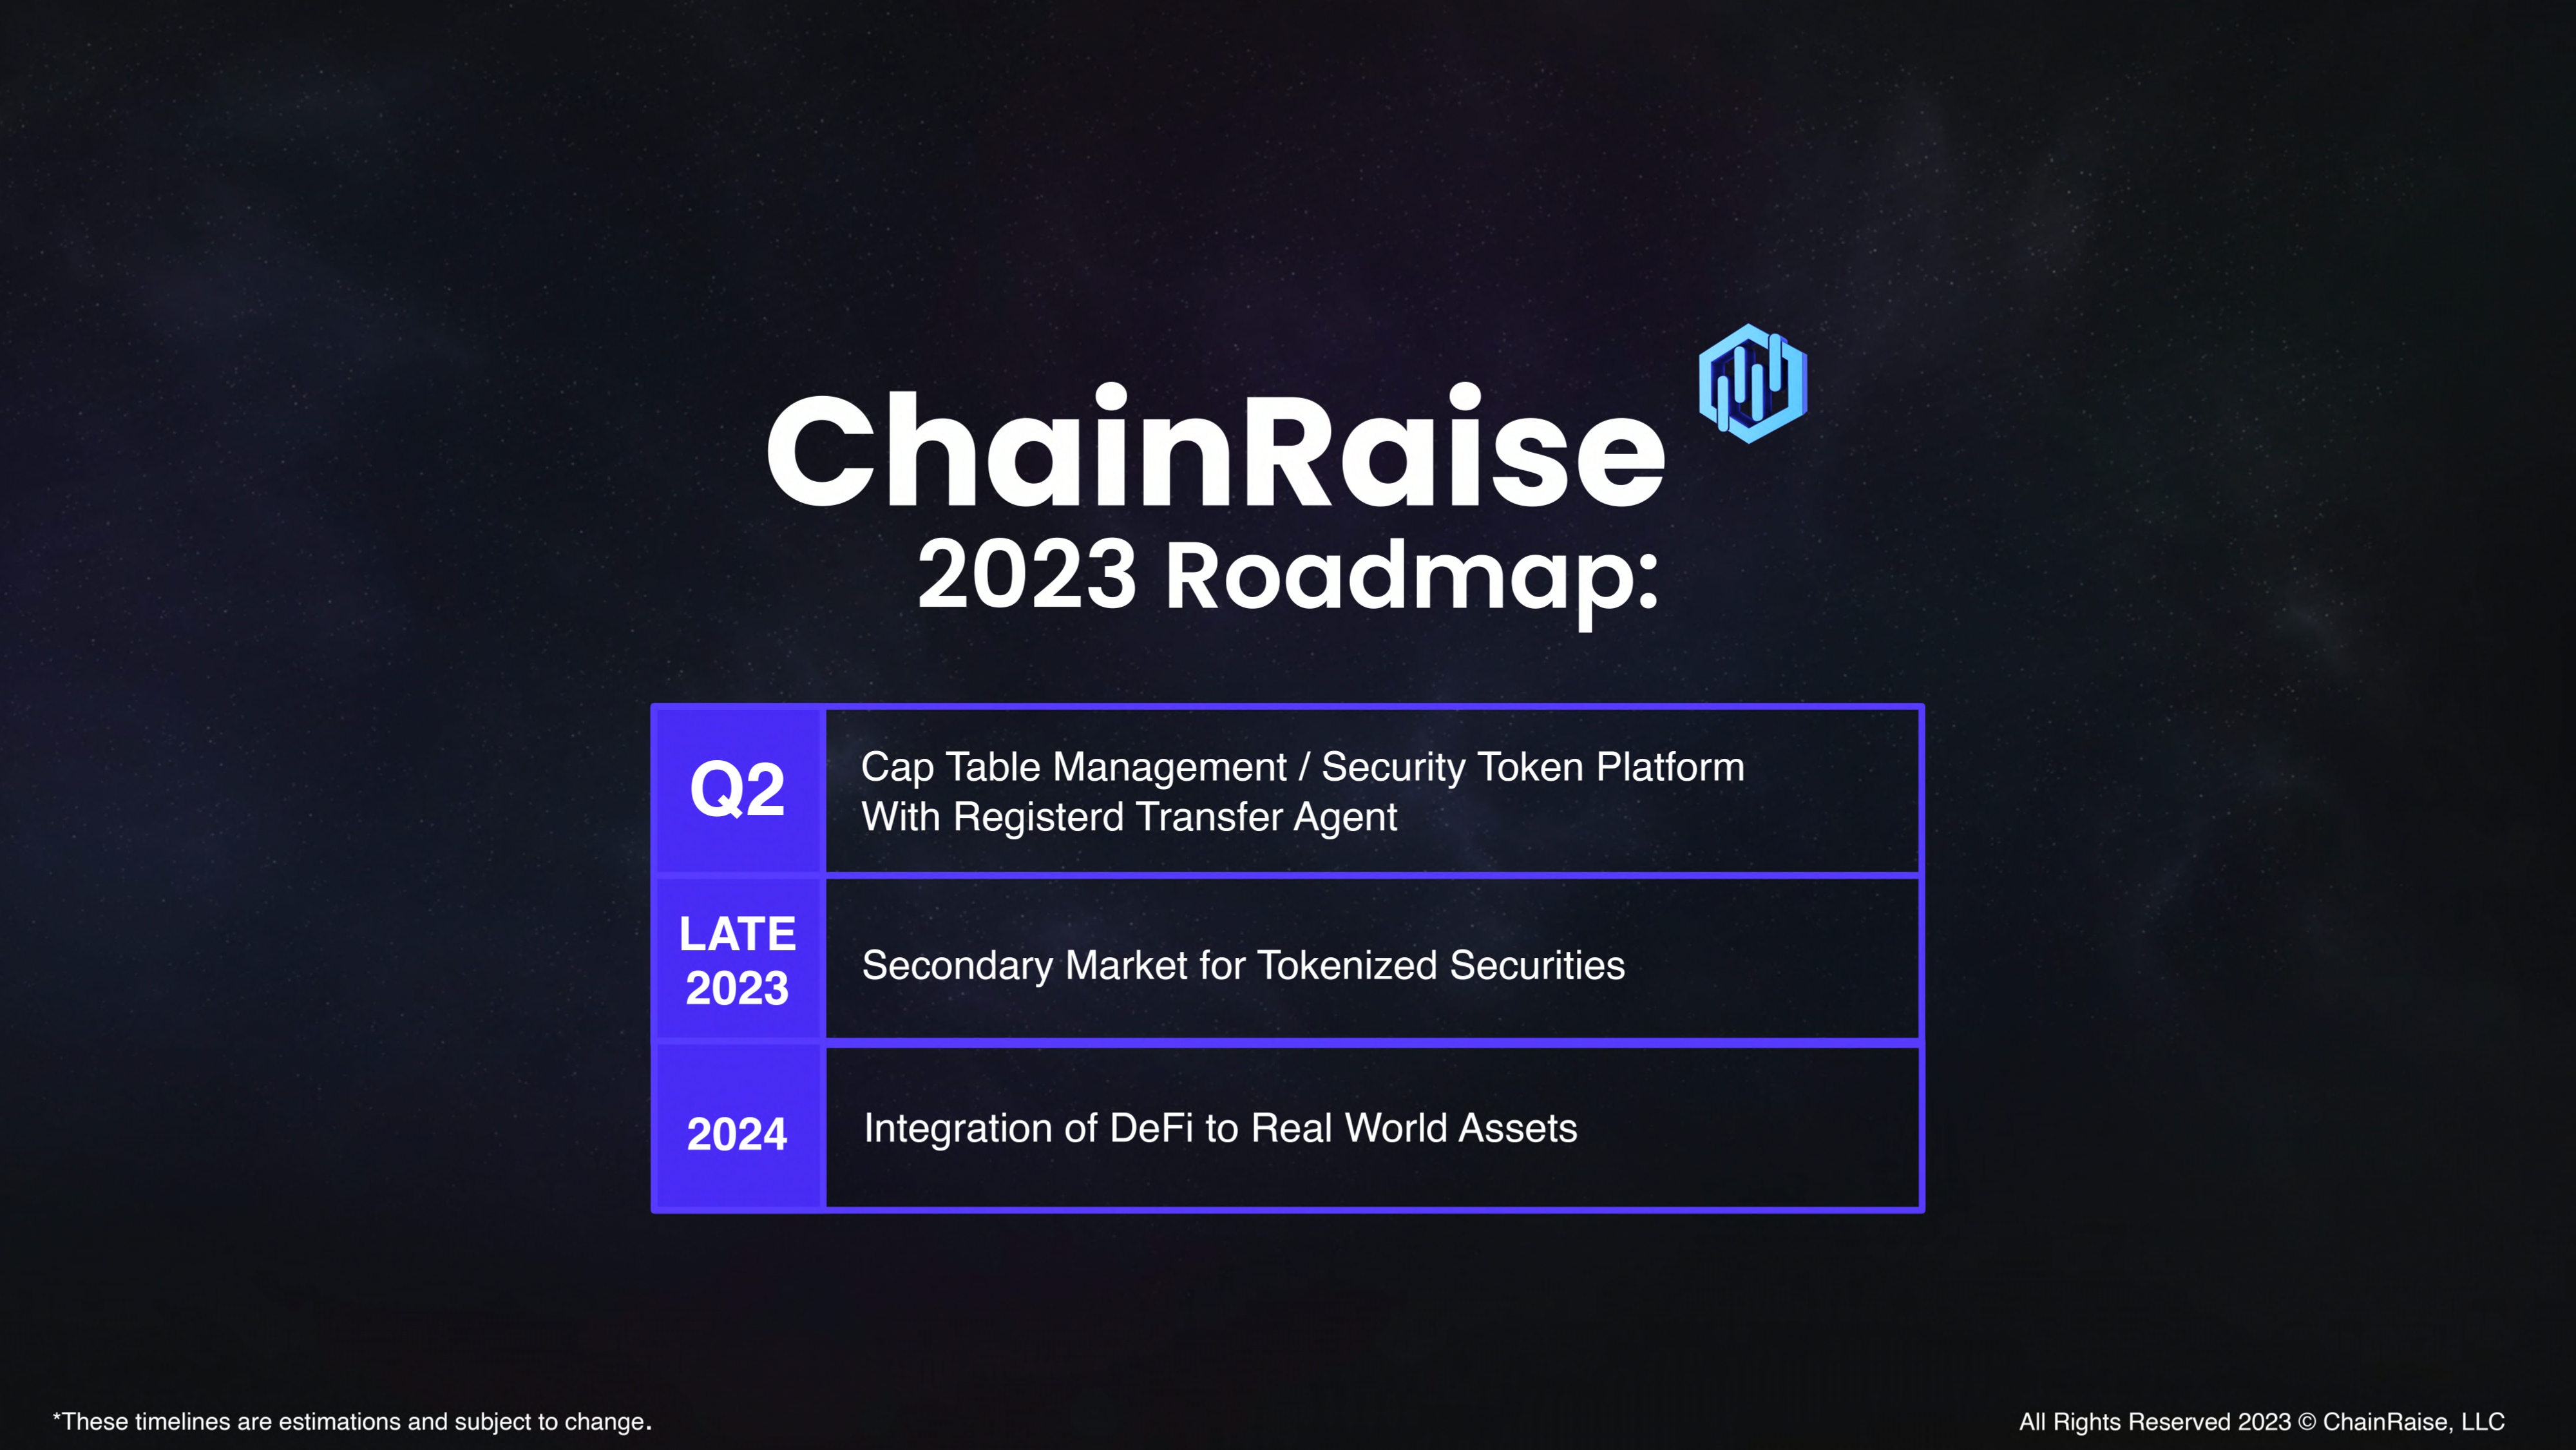 ChainRaise
2023 Roadmap:
Q2
Cap Table Management / Security Token Platform
With Registerd Transfer Agent
LATE
2023
Secondary Market for Tokenized Securities
2024
Integration of DeFi to Real World Assets
*These timelines are estimations and subject to change.
All Rights Reserved 2023 © ChainRaise, LLC